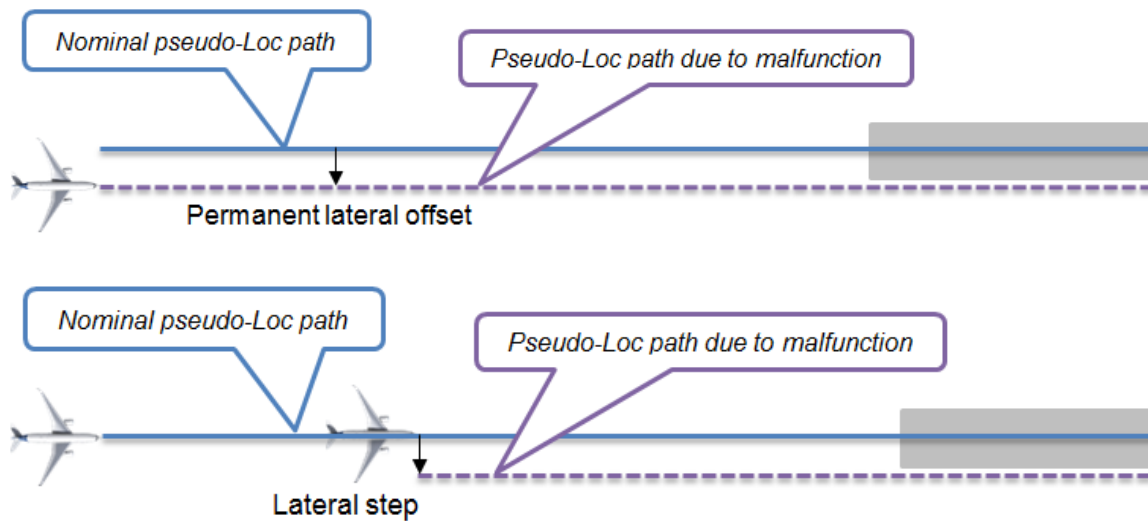 Nominal pseudo-Loc path
Pseudo-Loc path due to malfunction
Permanent lateral offset
Nominal pseudo-Loc path
Pseudo-Loc path due to malfunction
Lateral step